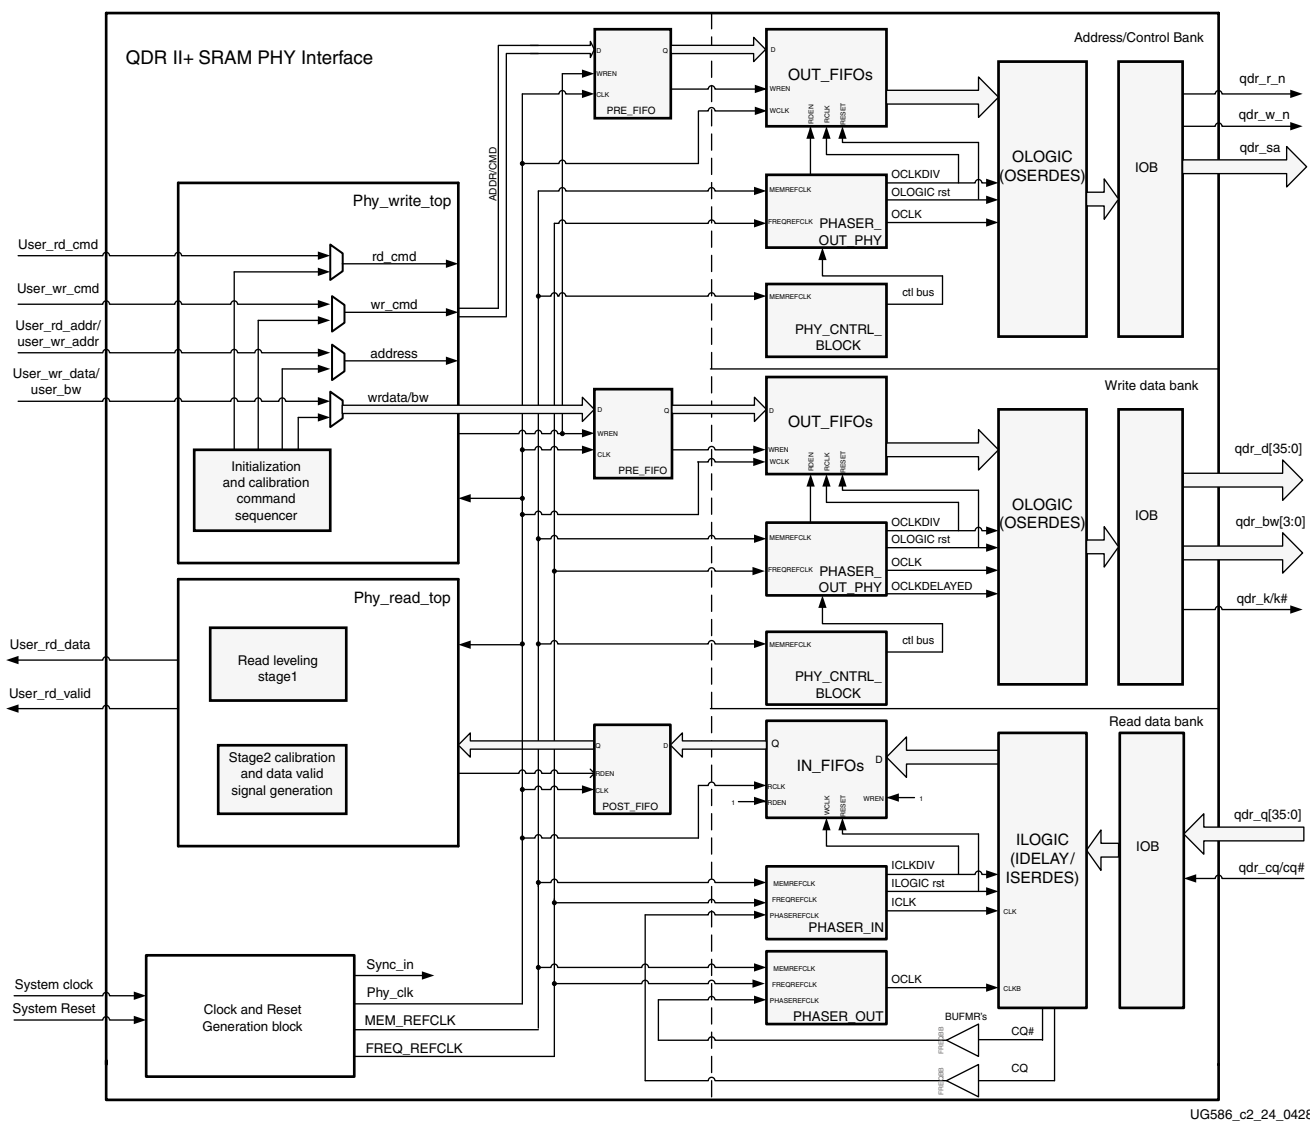 QDR II+ SRAM PHY Interface
Address/Control Bank
D
Q
WREN
CLK
PRE_FIFO
D
OUT_FIFOs
WREN
WCLK
RDEN
RCLK
RESET
OLOGIC
(OSERDES)
IOB
qdr_r_n
qdr_w_n
qdr_sa
ADDR/CMD
MEMREFCLK
FREQREFCLK
PHASER_
OUT_PHY
OCLKDIV
OLOGIC rst
OCLK
ctl bus
MEMREFCLK
PHY_CNTRL_
BLOCK
Phy_write_top
User_rd_cmd
rd_cmd
User_wr_cmd
wr_cmd
User_rd_addr/
user_wr_addr
address
User_wr_data/
user_bw
wrdata/bw
Initialization
and calibration
command
sequencer
Write data bank
D
Q
WREN
CLK
PRE_FIFO
D
OUT_FIFOs
WREN
WCLK
RDEN
RCLK
RESET
OLOGIC
(OSERDES)
IOB
qdr_d[35:0]
qdr_bw[3:0]
qdr_k/k#
MEMREFCLK
FREQREFCLK
PHASER_
OUT_PHY
OCLKDIV
OLOGIC rst
OCLK
OCLKDELAYED
ctl bus
MEMREFCLK
PHY_CNTRL_
BLOCK
Phy_read_top
User_rd_data
User_rd_valid
Read leveling
stage1
Stage2 calibration
and data valid
signal generation
Read data bank
Q
D
RDEN
CLK
POST_FIFO
Q
IN_FIFOs
D
RCLK
1
RDEN
WCLK
RESET
WREN
1
ILOGIC
(IDELAY/
ISERDES)
CLK
CLKB
IOB
qdr_q[35:0]
qdr_cq/cq#
MEMREFCLK
FREQREFCLK
PHASEREFCLK
PHASER_IN
ICLKDIV
ILOGIC rst
ICLK
MEMREFCLK
FREQREFCLK
PHASEREFCLK
PHASER_OUT
OCLK
BUFMR's
FREQBB
CQ#
FREQBB
CQ
System clock
System Reset
Clock and Reset
Generation block
Sync_in
Phy_clk
MEM_REFCLK
FREQ_REFCLK
UG586_c2_24_0428